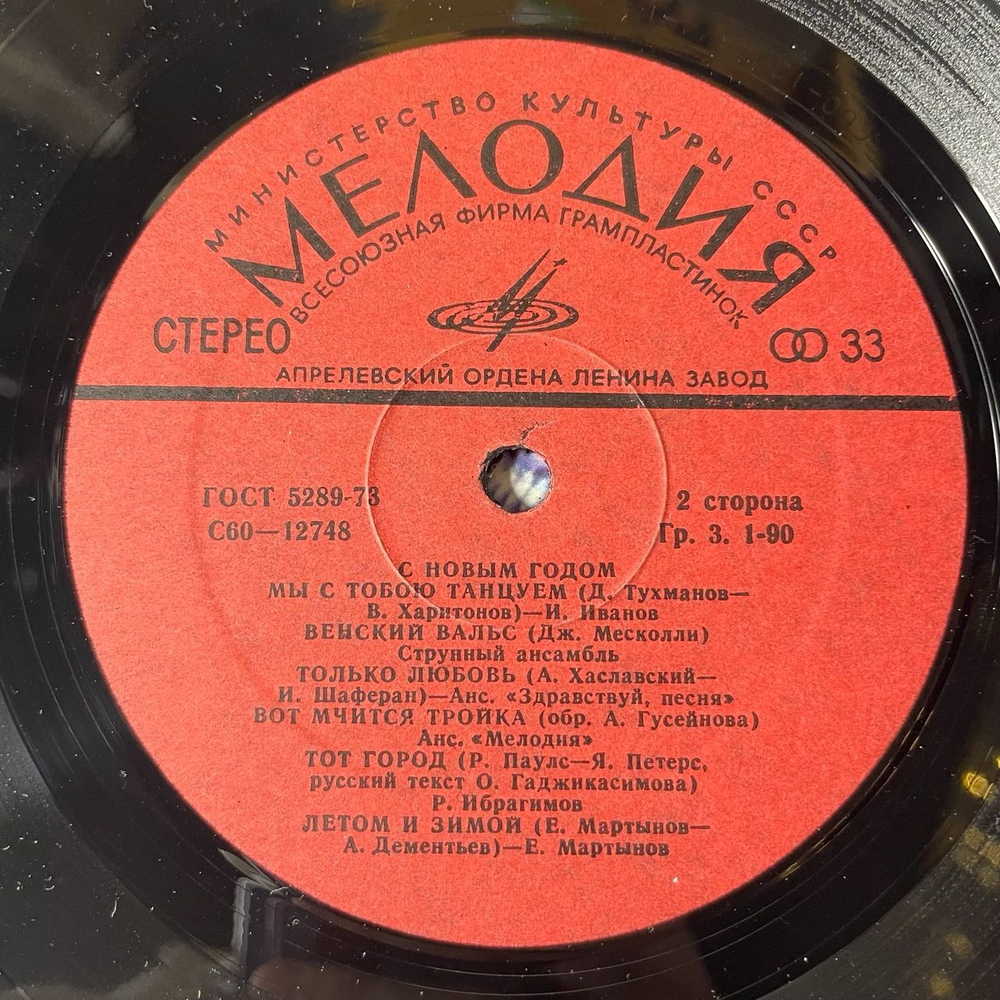 МИНИСТЕРСТВО КУЛЬТУРЫ СССР
МЕЛОДИЯ
ВСЕСОЮЗНАЯ ФИРМА ГРАМПЛАСТИНОК
СТЕРЕО
33
АПРЕЛЕВСКИЙ ОРДЕНА ЛЕНИНА ЗАВОД
ГОСТ 5289-73
2 сторона
С60—12748
Гр. 3. 1-90
С НОВЫМ ГОДОМ
МЫ С ТОБОЮ ТАНЦУЕМ (Д. Тухманов—
В. Харитонов)—И. Иванов
ВЕНСКИЙ ВАЛЬС (Дж. Месколли)
Струнный ансамбль
ТОЛЬКО ЛЮБОВЬ (А. Хаславский—
И. Шаферан)—Анс. «Здравствуй, песня»
ВОТ МЧИТСЯ ТРОЙКА (обр. А. Гусейнова)
Анс. «Мелодия»
ТОТ ГОРОД (Р. Паулс—Я. Петерс,
русский текст О. Гаджикасимова)
Р. Ибрагимов
ЛЕТОМ И ЗИМОЙ (Е. Мартынов—
А. Дементьев)—Е. Мартынов